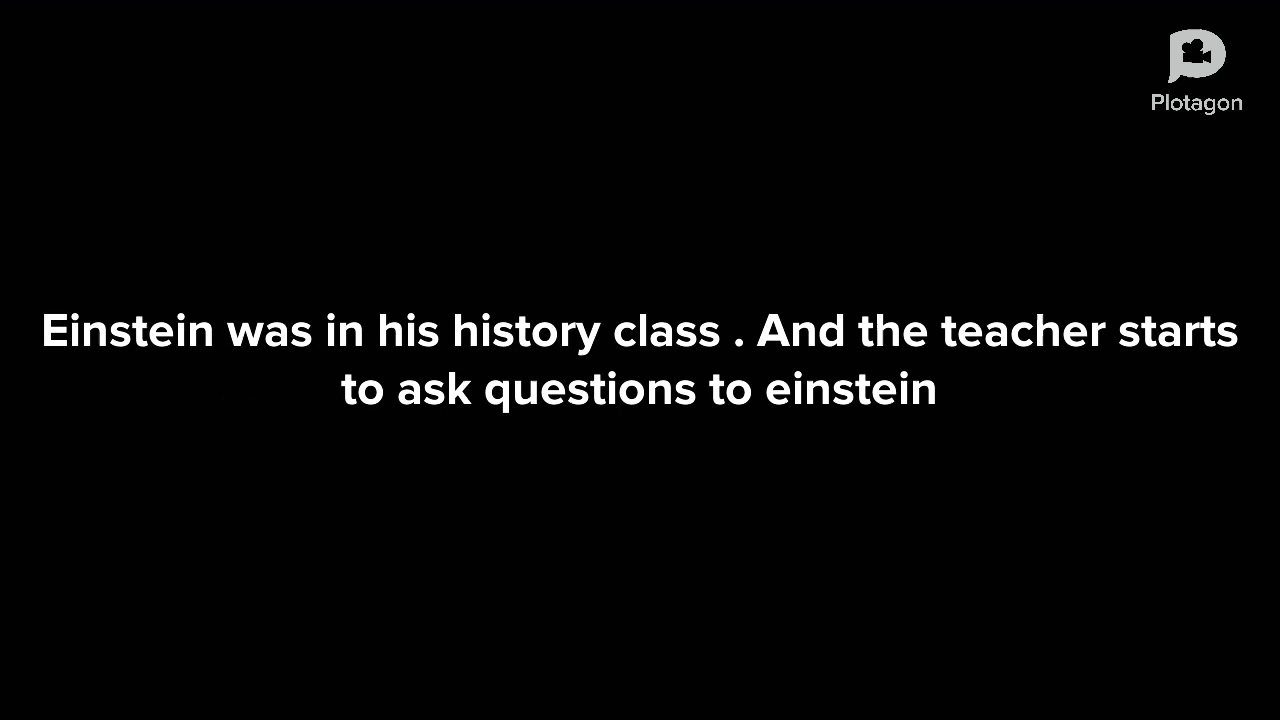 Plotagon
Einstein was in his history class . And the teacher starts
to ask questions to einstein